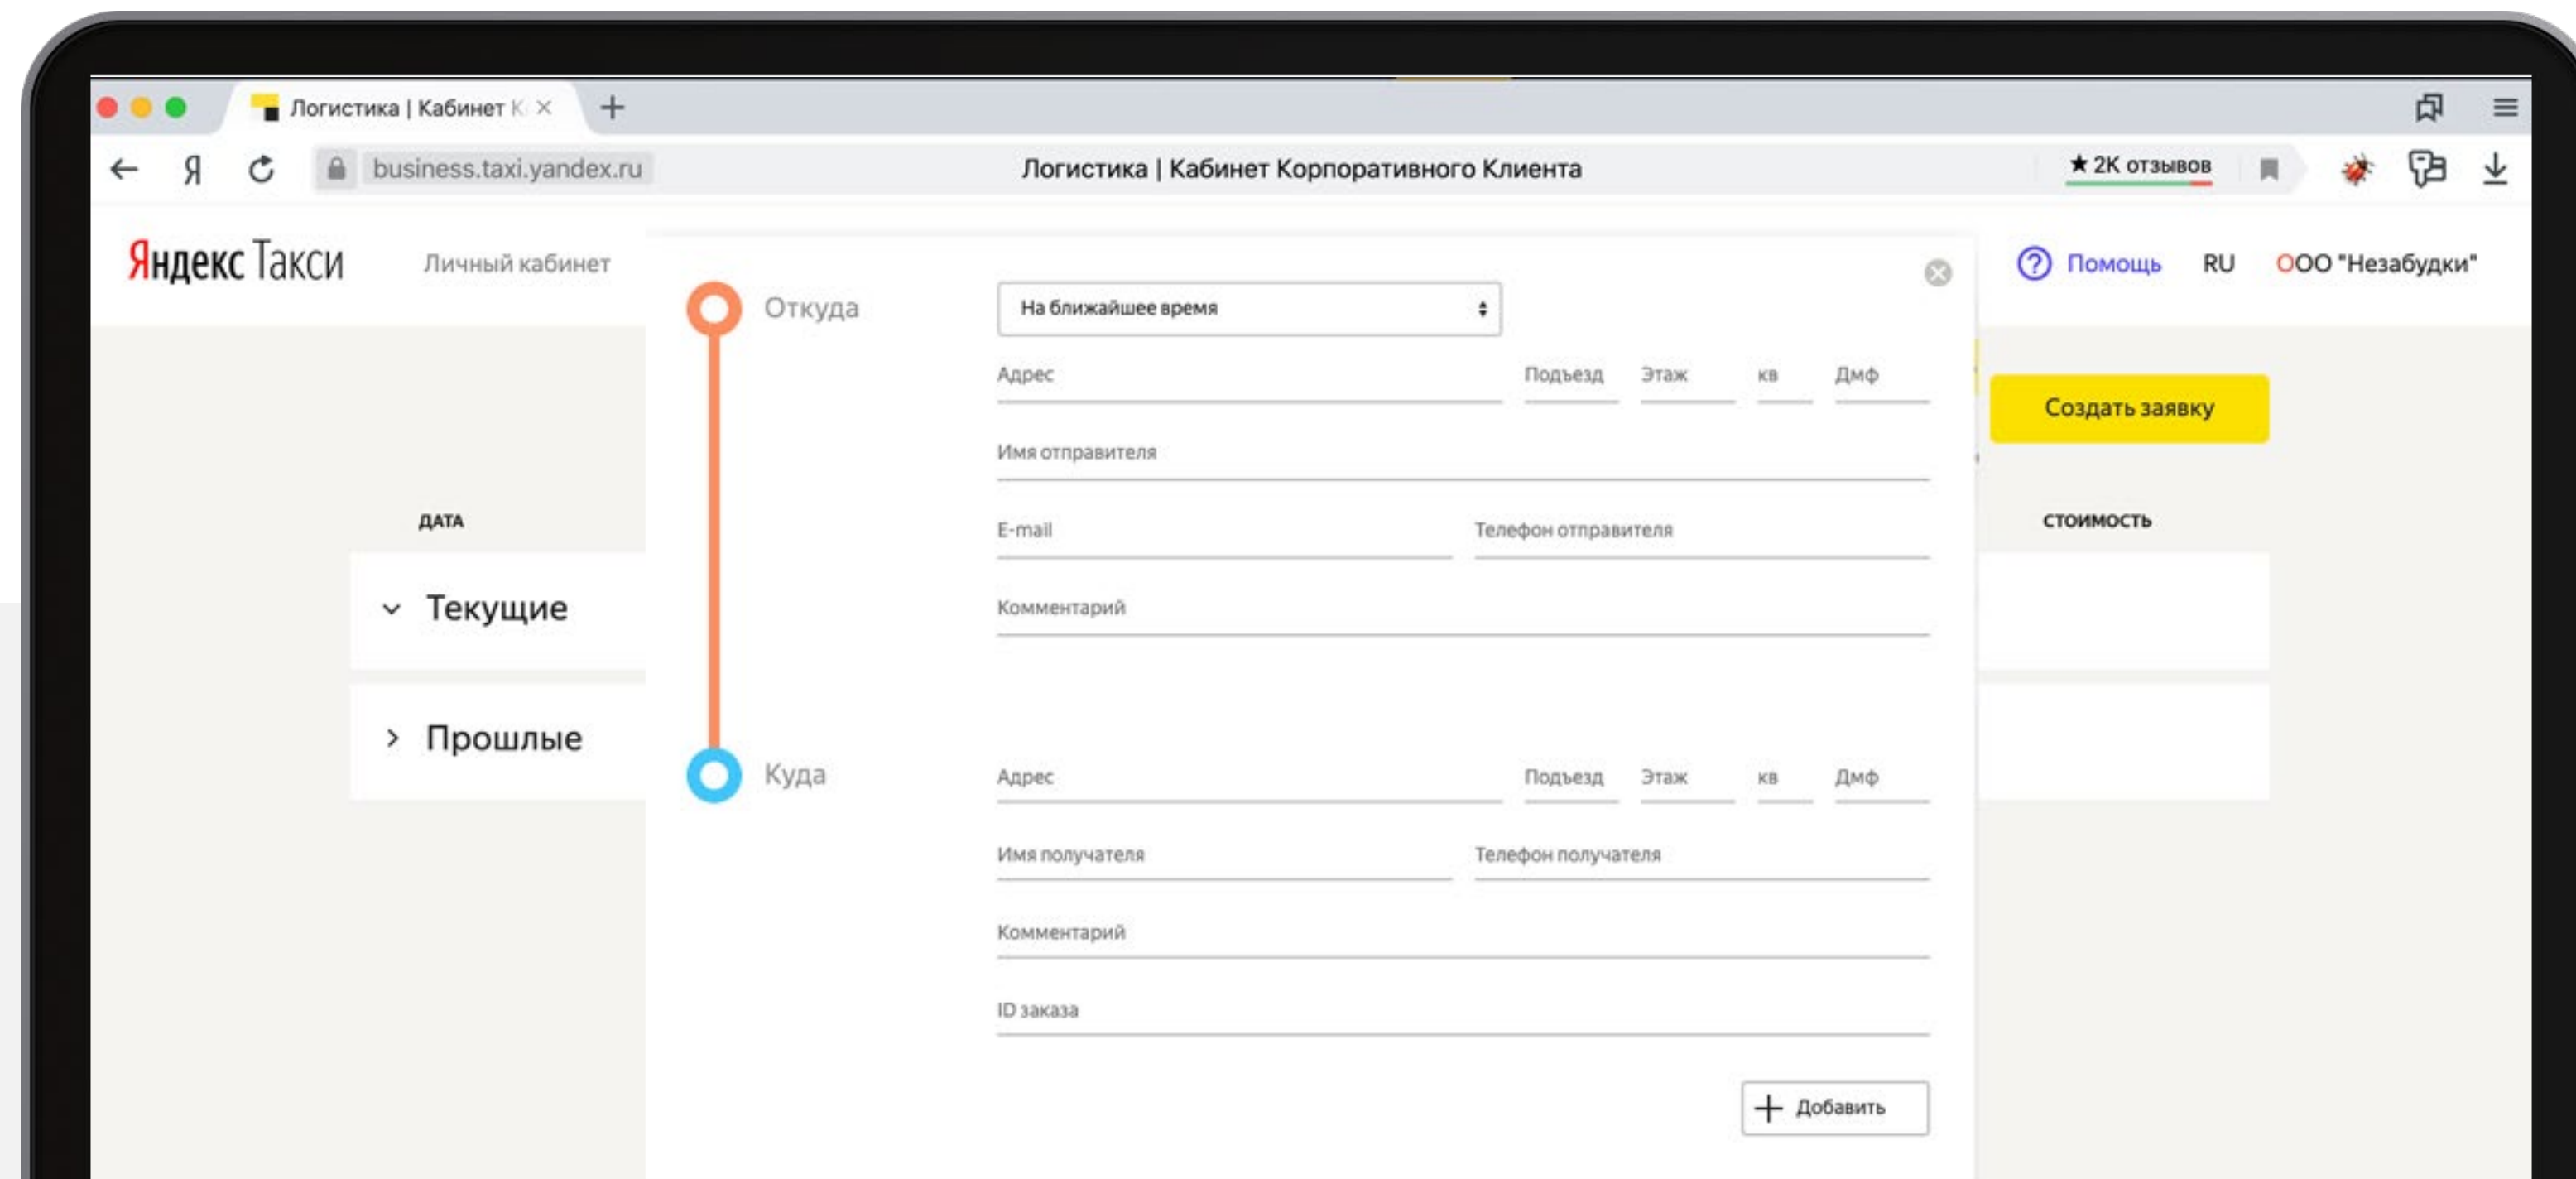 Логистика | Кабинет К
business.taxi.yandex.ru
Логистика | Кабинет Корпоративного Клиента
★ 2К отзывов
Яндекс Такси
Личный кабинет
Помощь
RU
ООО "Незабудки"
Откуда
На ближайшее время
Адрес
Подъезд
Этаж
кв
Дмф
Создать заявку
Имя отправителя
ДАТА
СТОИМОСТЬ
E-mail
Телефон отправителя
Текущие
Комментарий
Прошлые
Куда
Адрес
Подъезд
Этаж
кв
Дмф
Имя получателя
Телефон получателя
Комментарий
ID заказа
Добавить